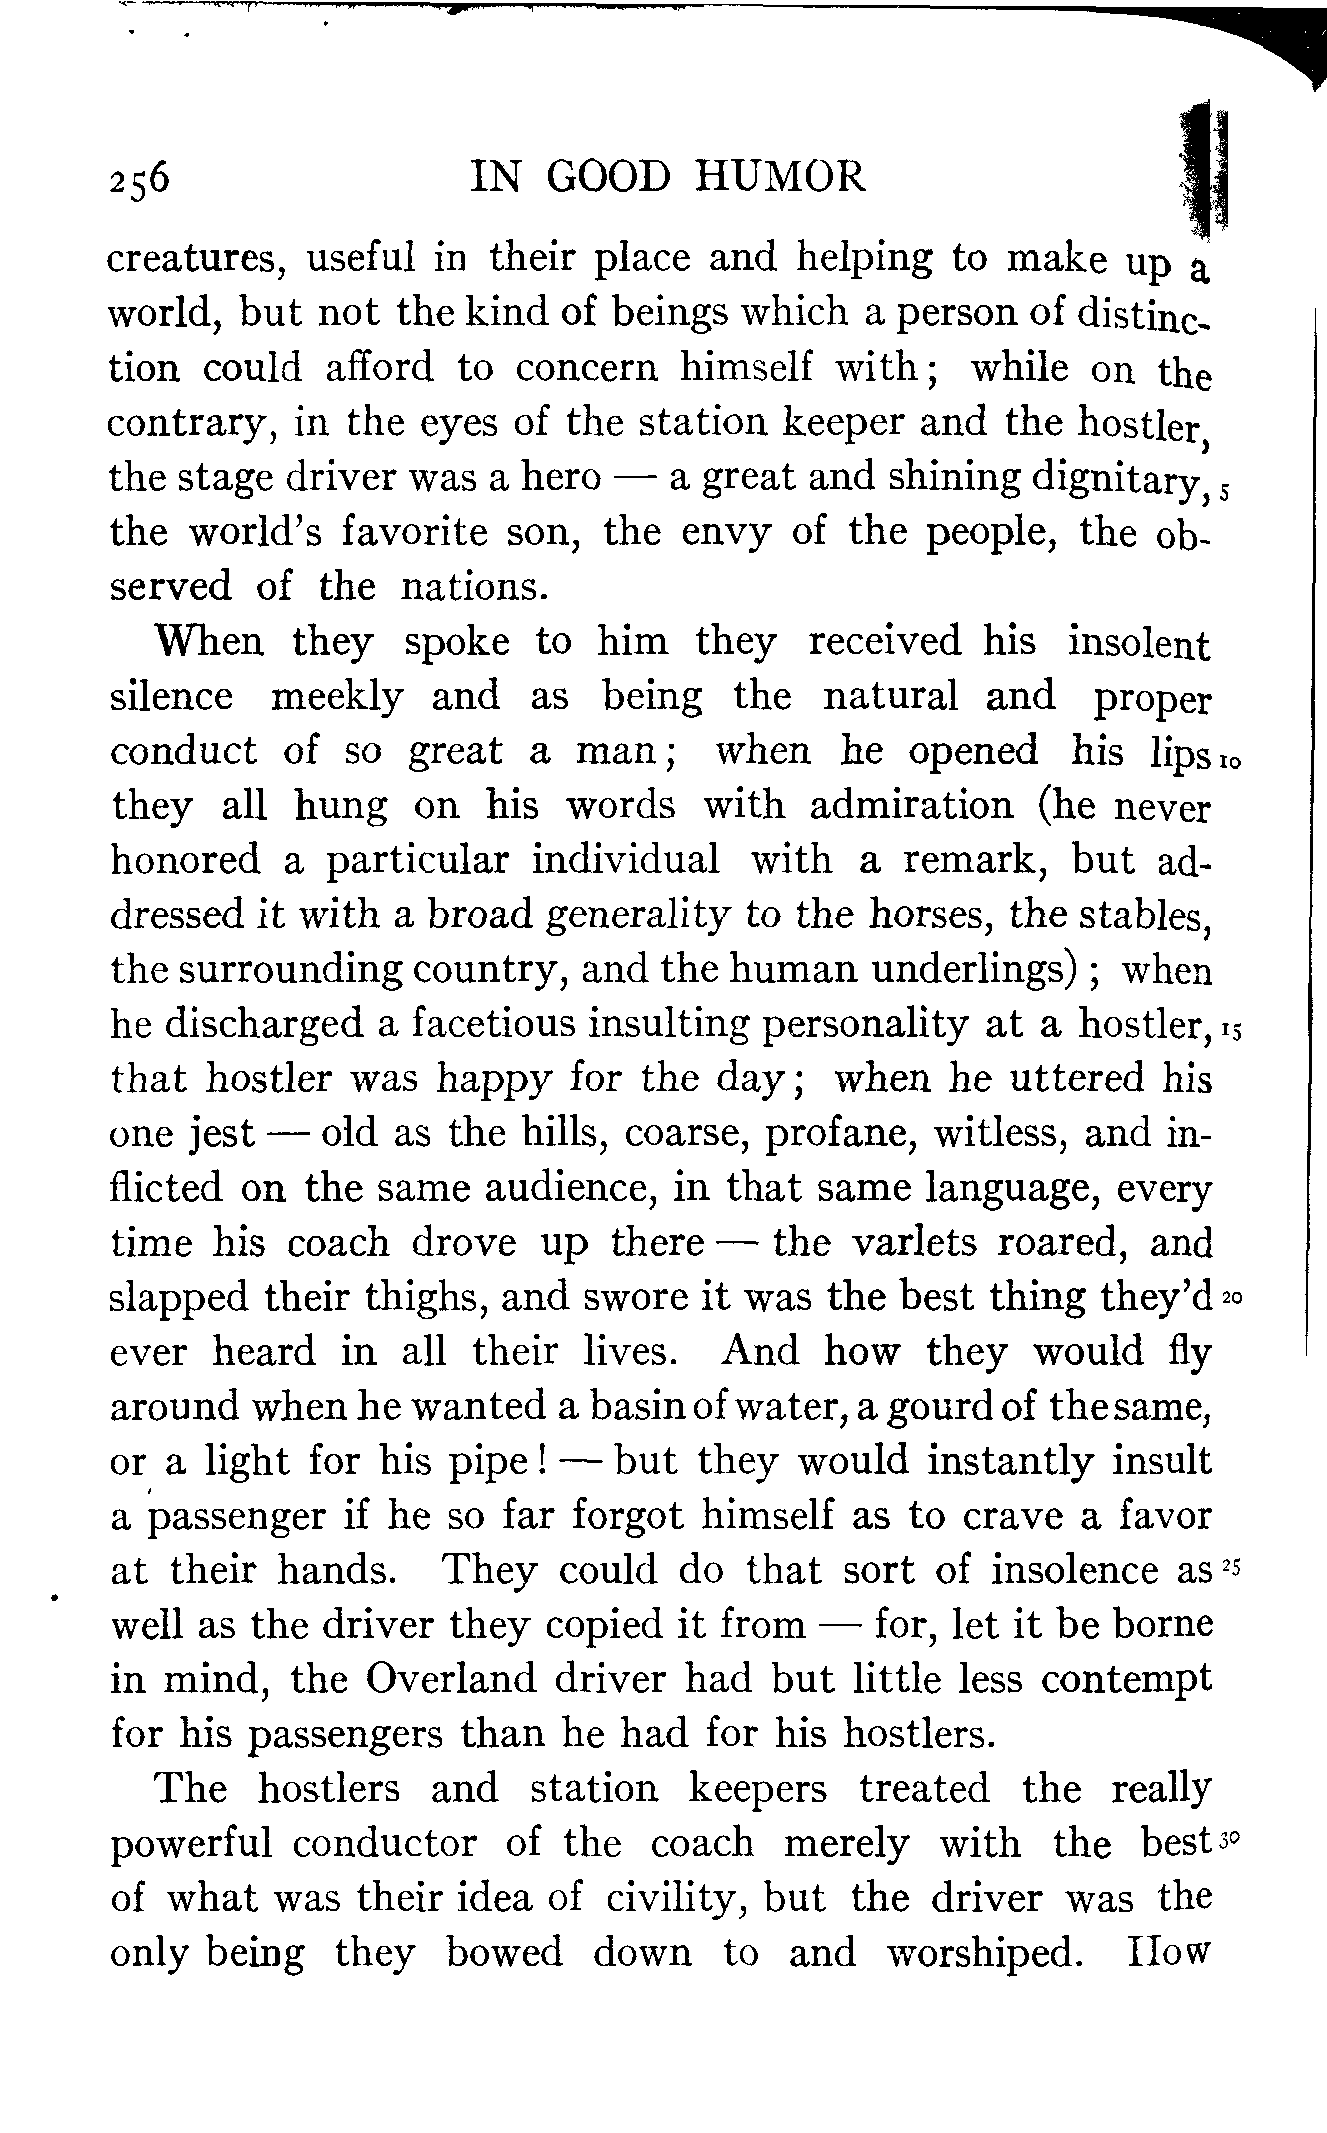 256 IN GOOD HUMOR
creatures, useful in their place and helping to make up a
world, but not the kind of beings which a person of distinc-
tion could afford to concern himself with; while on the
contrary, in the eyes of the station keeper and the hostler,
the stage driver was a hero — a great and shining dignitary, 5
the world's favorite son, the envy of the people, the ob-
served of the nations.
When they spoke to him they received his insolent
silence meekly and as being the natural and proper
conduct of so great a man; when he opened his lips 10
they all hung on his words with admiration (he never
honored a particular individual with a remark, but ad-
dressed it with a broad generality to the horses, the stables,
the surrounding country, and the human underlings); when
he discharged a facetious insulting personality at a hostler, 15
that hostler was happy for the day; when he uttered his
one jest — old as the hills, coarse, profane, witless, and in-
flicted on the same audience, in that same language, every
time his coach drove up there — the varlets roared, and
slapped their thighs, and swore it was the best thing they'd 20
ever heard in all their lives. And how they would fly
around when he wanted a basin of water, a gourd of the same,
or a light for his pipe! — but they would instantly insult
a passenger if he so far forgot himself as to crave a favor
at their hands. They could do that sort of insolence as 25
well as the driver they copied it from — for, let it be borne
in mind, the Overland driver had but little less contempt
for his passengers than he had for his hostlers.
The hostlers and station keepers treated the really
powerful conductor of the coach merely with the best 30
of what was their idea of civility, but the driver was the
only being they bowed down to and worshiped. How